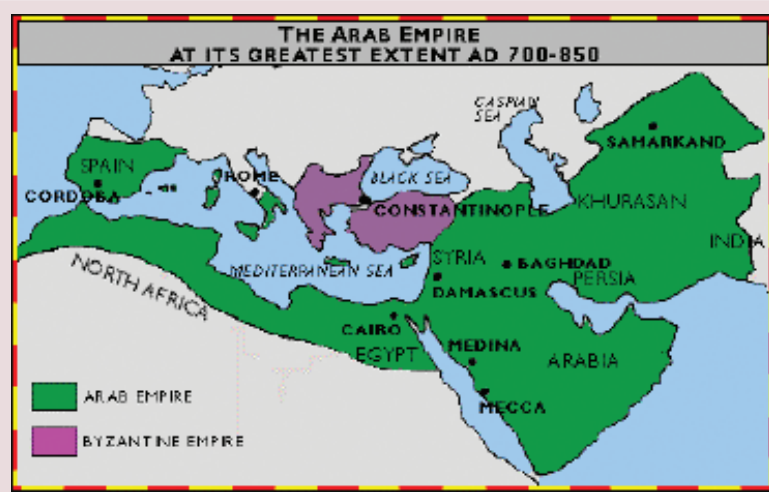 THE ARAB EMPIRE
AT ITS GREATEST EXTENT AD 700-850
CASPIAN
SEA
SAMARKAND
SPAIN
ROME
BLACK SEA
CORDOBA
CONSTANTINOPLE
KHURASAN
INDIA
SYRIA
BAGHDAD
MEDITERRANEAN SEA
PERSIA
DAMASCUS
NORTH AFRICA
CAIRO
EGYPT
MEDINA
ARABIA
MECCA
ARAB EMPIRE
BYZANTINE EMPIRE